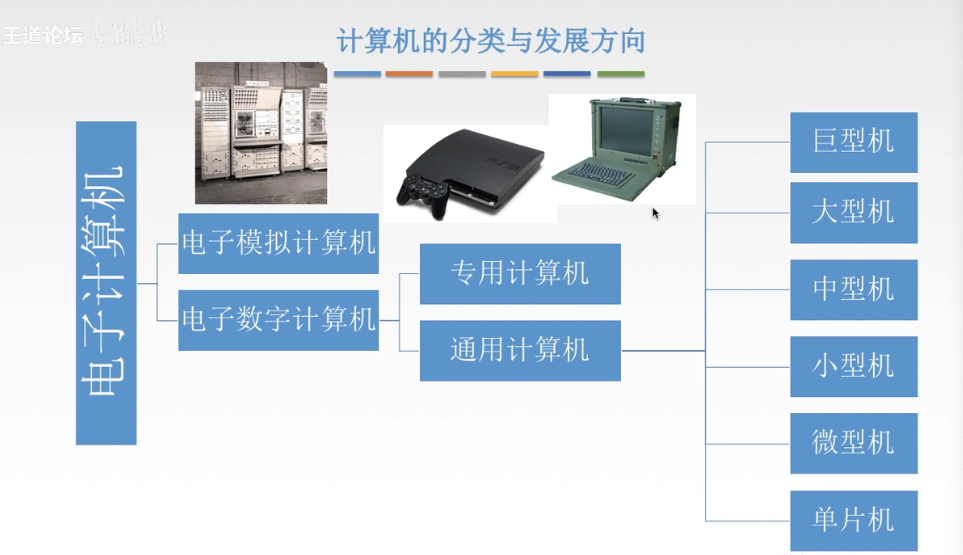 王道论坛
计算机的分类与发展方向
电子计算机
电子模拟计算机
电子数字计算机
专用计算机
通用计算机
巨型机
大型机
中型机
小型机
微型机
单片机